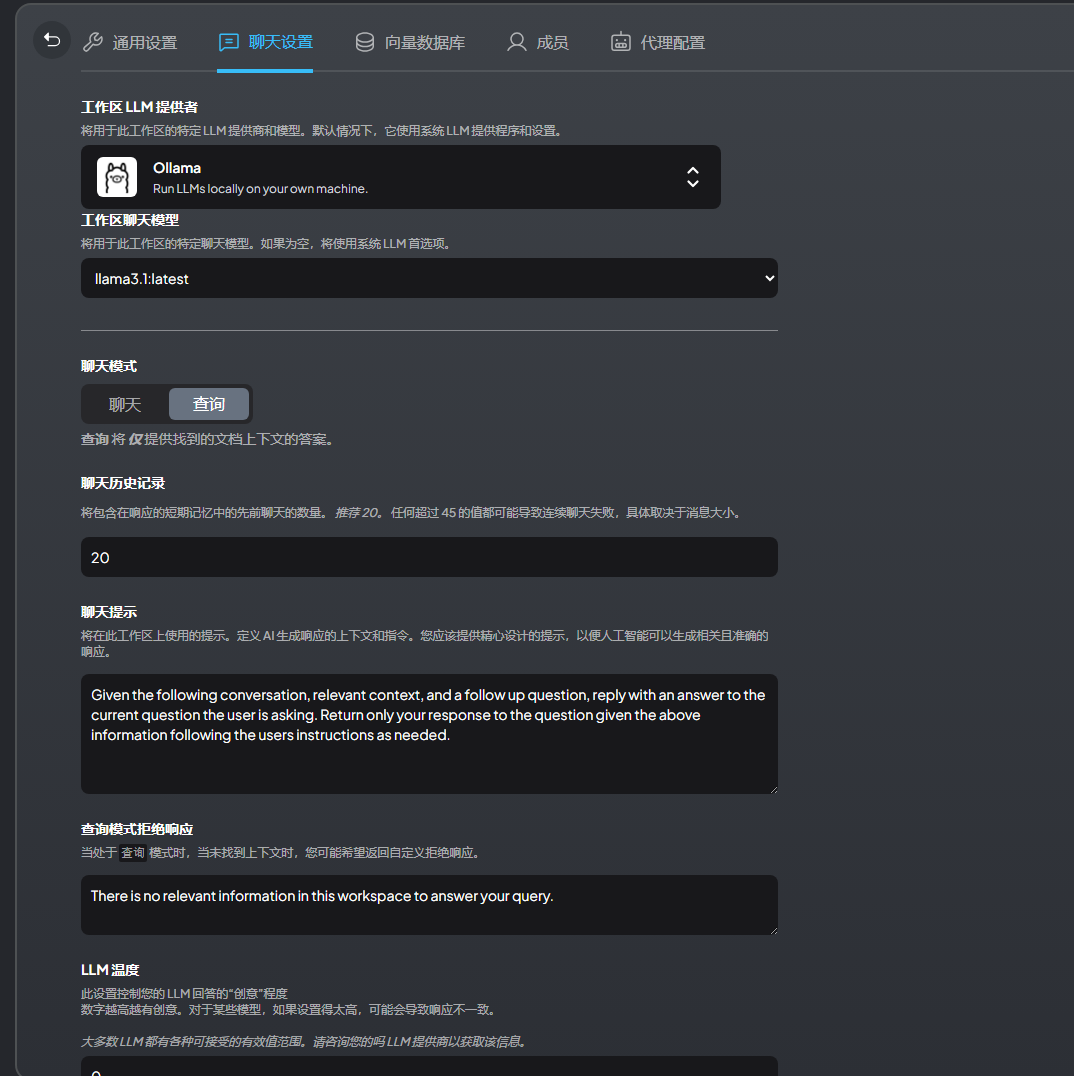 通用设置 聊天设置 向量数据库 成员 代理配置
工作区 LLM 提供者
将用于此工作区的特定 LLM 提供商和模型。默认情况下，它使用系统 LLM 提供程序和设置。
Ollama
Run LLMs locally on your own machine.
工作区聊天模型
将用于此工作区的特定聊天模型。如果为空，将使用系统 LLM 首选项。
llama3.1:latest
聊天模式
聊天 查询
查询 将 仅 提供找到的文档上下文的答案。
聊天历史记录
将包含在响应的短期记忆中的先前聊天的数量。 推荐 20。 任何超过 45 的值都可能导致连续聊天失败，具体取决于消息大小。
20
聊天提示
将在此工作区上使用的提示。定义 AI 生成响应的上下文和指令。您应该提供精心设计的提示，以便人工智能可以生成相关且准确的
响应。
Given the following conversation, relevant context, and a follow up question, reply with an answer to the
current question the user is asking. Return only your response to the question given the above
information following the users instructions as needed.
查询模式拒绝响应
当处于 查询 模式时，当未找到上下文时，您可能希望返回自定义拒绝响应。
There is no relevant information in this workspace to answer your query.
LLM 温度
此设置控制您的 LLM 回答的“创意”程度
数字越高越有创意。对于某些模型，如果设置得太高，可能会导致响应不一致。
大多数 LLM 都有各种可接受的有效值范围。请咨询您的吗 LLM 提供商以获取该信息。